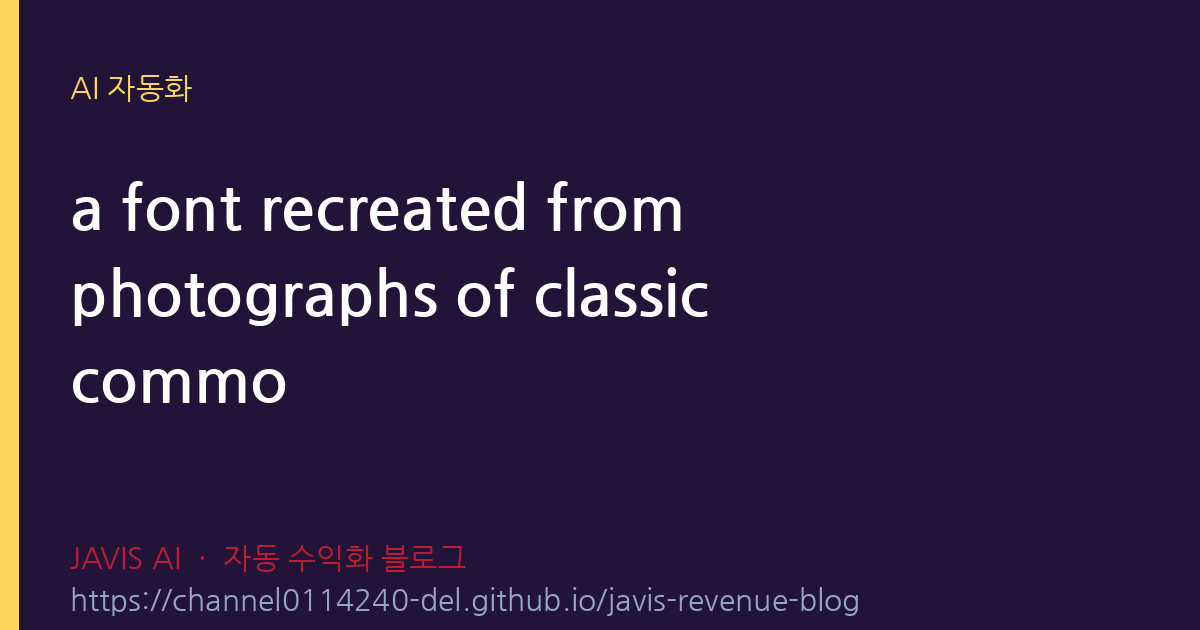 AI 자동화
a font recreated from
photographs of classic
commo
JAVIS AI · 자동 수익화 블로그
https://channel0114240-del.github.io/javis-revenue-blog